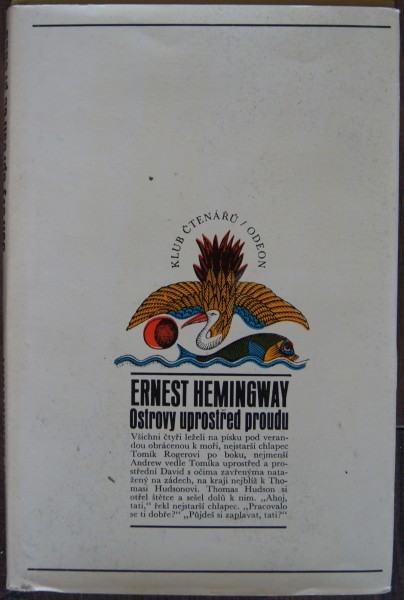 KLUB ČTENÁŘŮ / ODEON
ERNEST HEMINGWAY
Ostrovy uprostřed proudu
Všichni čtyři leželi na písku pod veran-
dou obrácenou k moři, nejstarší chlapec
Tomík Rogerovi po boku, nejmenší
Andrew vedle Tomíka uprostřed a pro-
střední David s očima zavřenýma nata-
žený na zádech, na kraji nejblíž k Tho-
masi Hudsonovi. Thomas Hudson si
otřel štětce a sešel dolů k nim. „Ahoj,
tati,“ řekl nejstarší chlapec. „Pracovalo
se ti dobře?“ „Půjdeš si zaplavat, tati?“